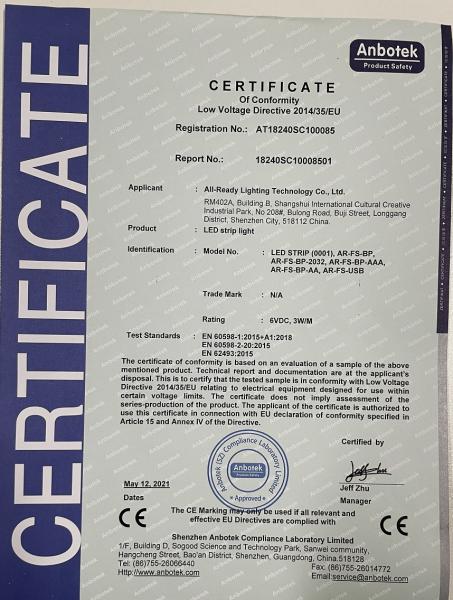 CERTIFICATE
Anbotek
Product Safety
CERTIFICATE
Of Conformity
Low Voltage Directive 2014/35/EU
Registration No.: AT18240SC100085
Report No.: 18240SC10008501
Applicant : All-Ready Lighting Technology Co., Ltd.
RM402A, Building B, Shangshui International Cultural Creative
Industrial Park, No 208#, Bulong Road, Buji Street, Longgang
District, Shenzhen City, 518112 China.
Product : LED strip light
Identification : Model No. : LED STRIP (0001), AR-FS-BP,
AR-FS-BP-2032, AR-FS-BP-AAA,
AR-FS-BP-AA, AR-FS-USB
Trade Mark : N/A
Rating : 6VDC, 3W/M
Test Standards : EN 60598-1:2015+A1:2018
EN 60598-2-20:2015
EN 62493:2015
The certificate of conformity is based on an evaluation of a sample of the above
mentioned product. Technical report and documentation are at the applicant's
disposal. This is to certify that the tested sample is in conformity with Low Voltage
Directive 2014/35/EU relating to electrical equipment designed for use within
certain voltage limits. The certificate does not imply assessment of the
series-production of the product. The applicant of the certificate is authorized to
use this certificate in connection with EU declaration of conformity specified in
Article 15 and Annex IV of the Directive.
Certified by
Anbotek (SZ) Compliance Laboratory Limited
Anbotek
Product Safety
* Approved *
May 12, 2021
Dates
Jeff Zhu
Manager
CE
The CE Marking may only be used if all relevant and
effective EU Directives are complied with
CE
Shenzhen Anbotek Compliance Laboratory Limited
1/F, Building D, Sogood Science and Technology Park, Sanwei community,
Hangcheng Street, Bao'an District, Shenzhen, Guangdong, China.518128
Tel: (86)755-26066440 Fax: (86)755-26014772
Http://www.anbotek.com Email:service@anbotek.com